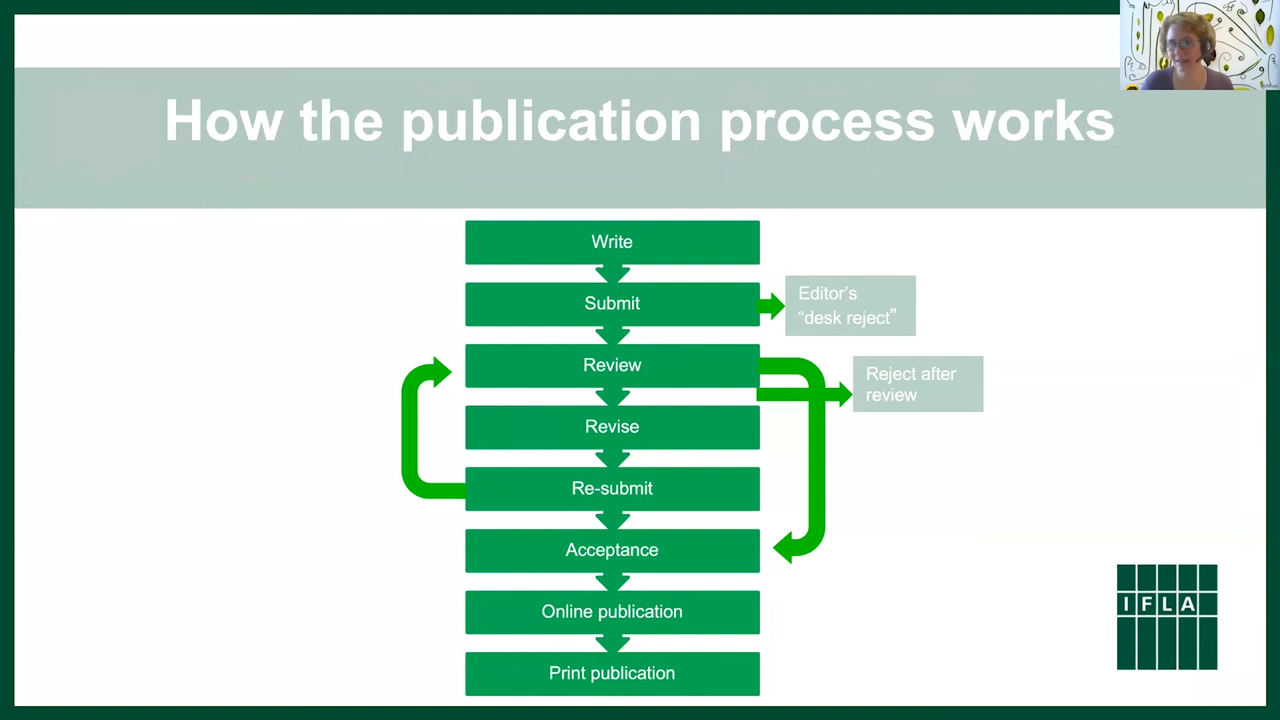 How the publication process works
Write
Submit
Editor's
“desk reject”
Review
Reject after
review
Revise
Re-submit
Acceptance
Online publication
Print publication
IFLA